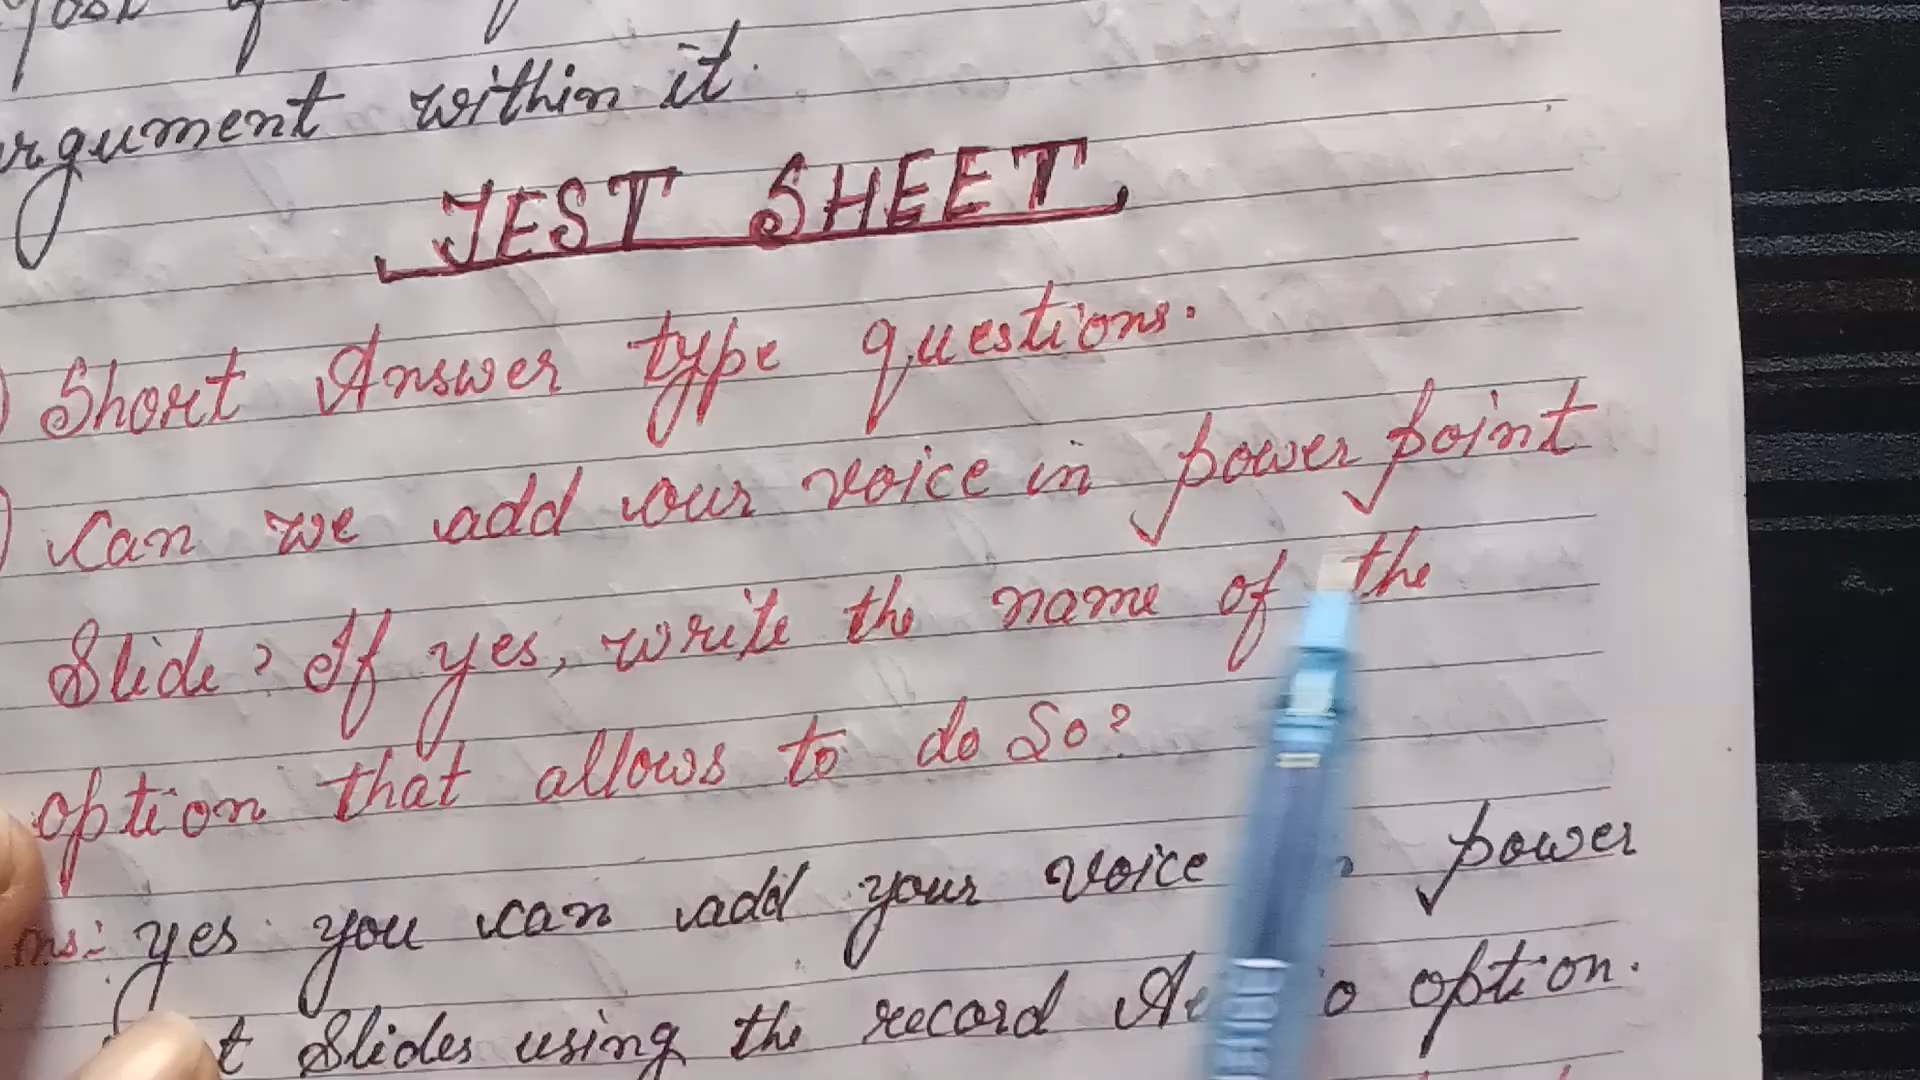 argument within it.
TEST SHEET
Short Answer type questions.
Can we add our voice in power point
Slide? If yes, write the name of the
option that allows to do So?
Ans:- yes you can add your voice power
Slides using the record option.